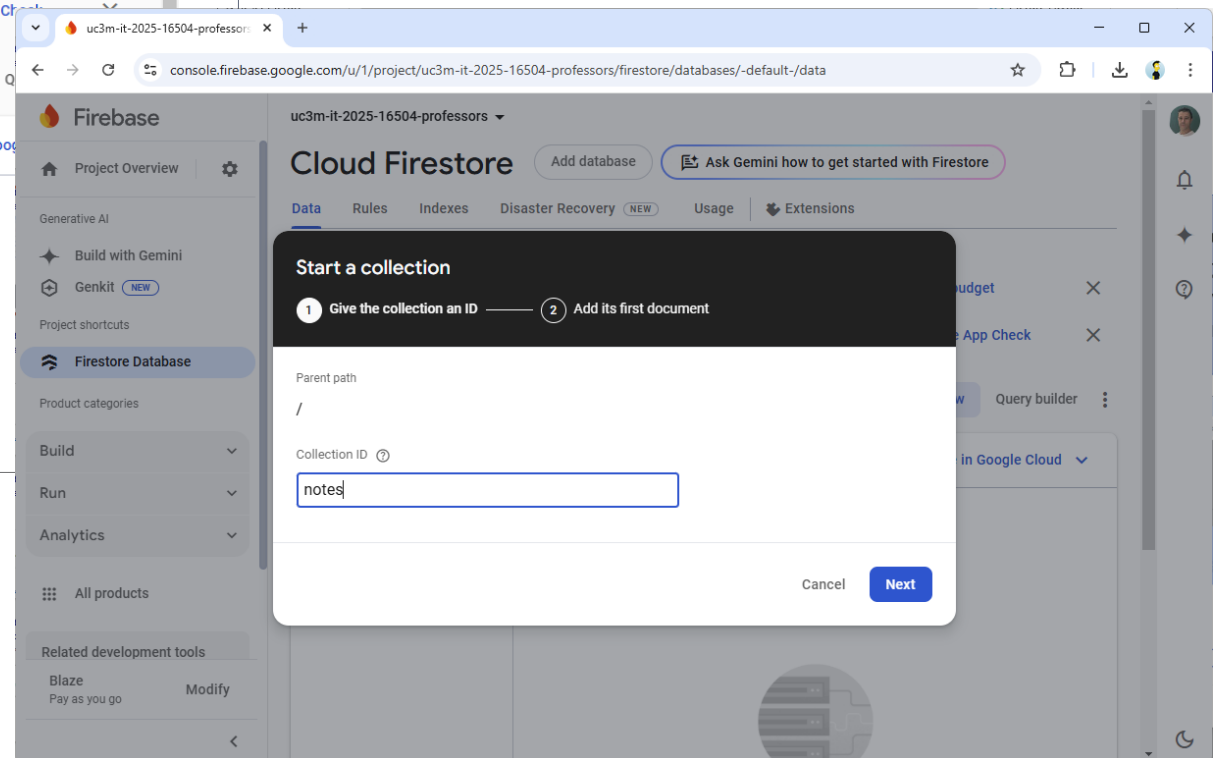 Check
uc3m-it-2025-16504-professors
console.firebase.google.com/u/1/project/uc3m-it-2025-16504-professors/firestore/databases/-default-/data
Firebase
Project Overview
Generative AI
Build with Gemini
Genkit NEW
Project shortcuts
Firestore Database
Product categories
Build
Run
Analytics
All products
Related development tools
Blaze
Pay as you go
Modify
uc3m-it-2025-16504-professors
Cloud Firestore
Add database
Ask Gemini how to get started with Firestore
Data Rules Indexes Disaster Recovery NEW Usage Extensions
budget
App Check
Query builder
in Google Cloud
Start a collection
1 Give the collection an ID
2 Add its first document
Parent path
/
Collection ID
notes
Cancel
Next